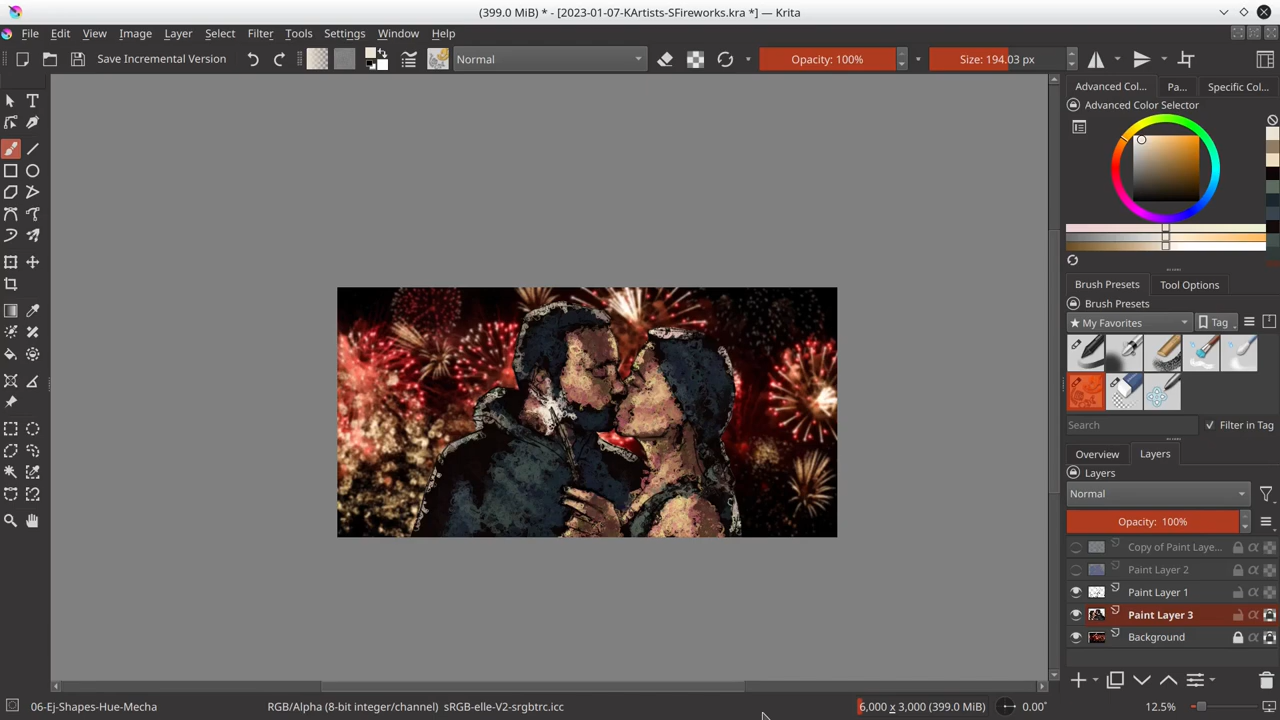 (399.0 MiB) * - [2023-01-07-KArtists-SFireworks.kra *] — Krita
File Edit View Image Layer Select Filter Tools Settings Window Help
Save Incremental Version Normal Opacity: 100% Size: 194.03 px
Advanced Col... Pa... Specific Col...
Advanced Color Selector
Brush Presets Tool Options
Brush Presets
★ My Favorites Tag
Search Filter in Tag
Overview Layers
Layers
Normal
Opacity: 100%
Copy of Paint Laye...
Paint Layer 2
Paint Layer 1
Paint Layer 3
Background
06-Ej-Shapes-Hue-Mecha RGB/Alpha (8-bit integer/channel) sRGB-elle-V2-srgbtrc.icc 6,000 x 3,000 (399.0 MiB) 0.00° 12.5%